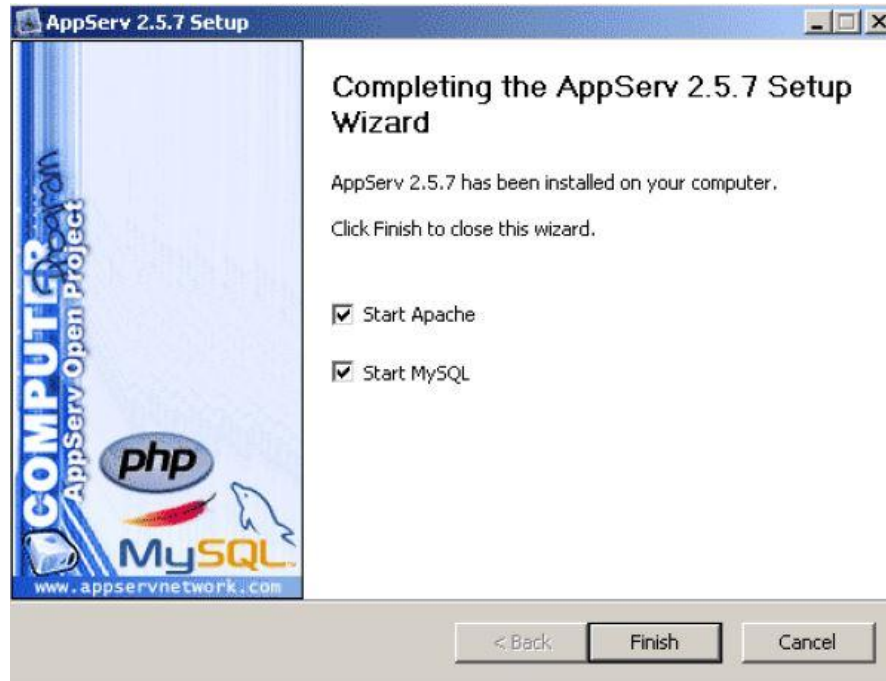 AppServ 2.5.7 Setup
Completing the AppServ 2.5.7 Setup
Wizard
AppServ 2.5.7 has been installed on your computer.
Click Finish to close this wizard.
Start Apache
Start MySQL
COMPUTER
Program
AppServ Open Project
php
MySQL
www.appservnetwork.com
< Back
Finish
Cancel